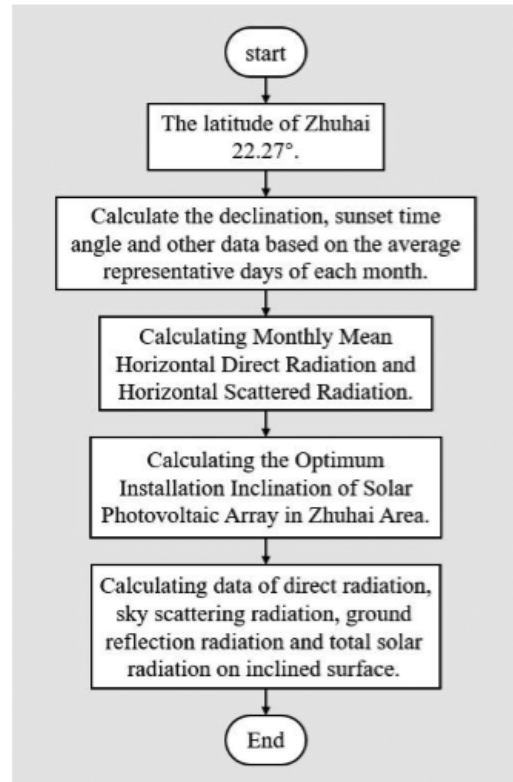 start
The latitude of Zhuhai
22.27°.
Calculate the declination, sunset time
angle and other data based on the average
representative days of each month.
Calculating Monthly Mean
Horizontal Direct Radiation and
Horizontal Scattered Radiation.
Calculating the Optimum
Installation Inclination of Solar
Photovoltaic Array in Zhuhai Area.
Calculating data of direct radiation,
sky scattering radiation, ground
reflection radiation and total solar
radiation on inclined surface.
End